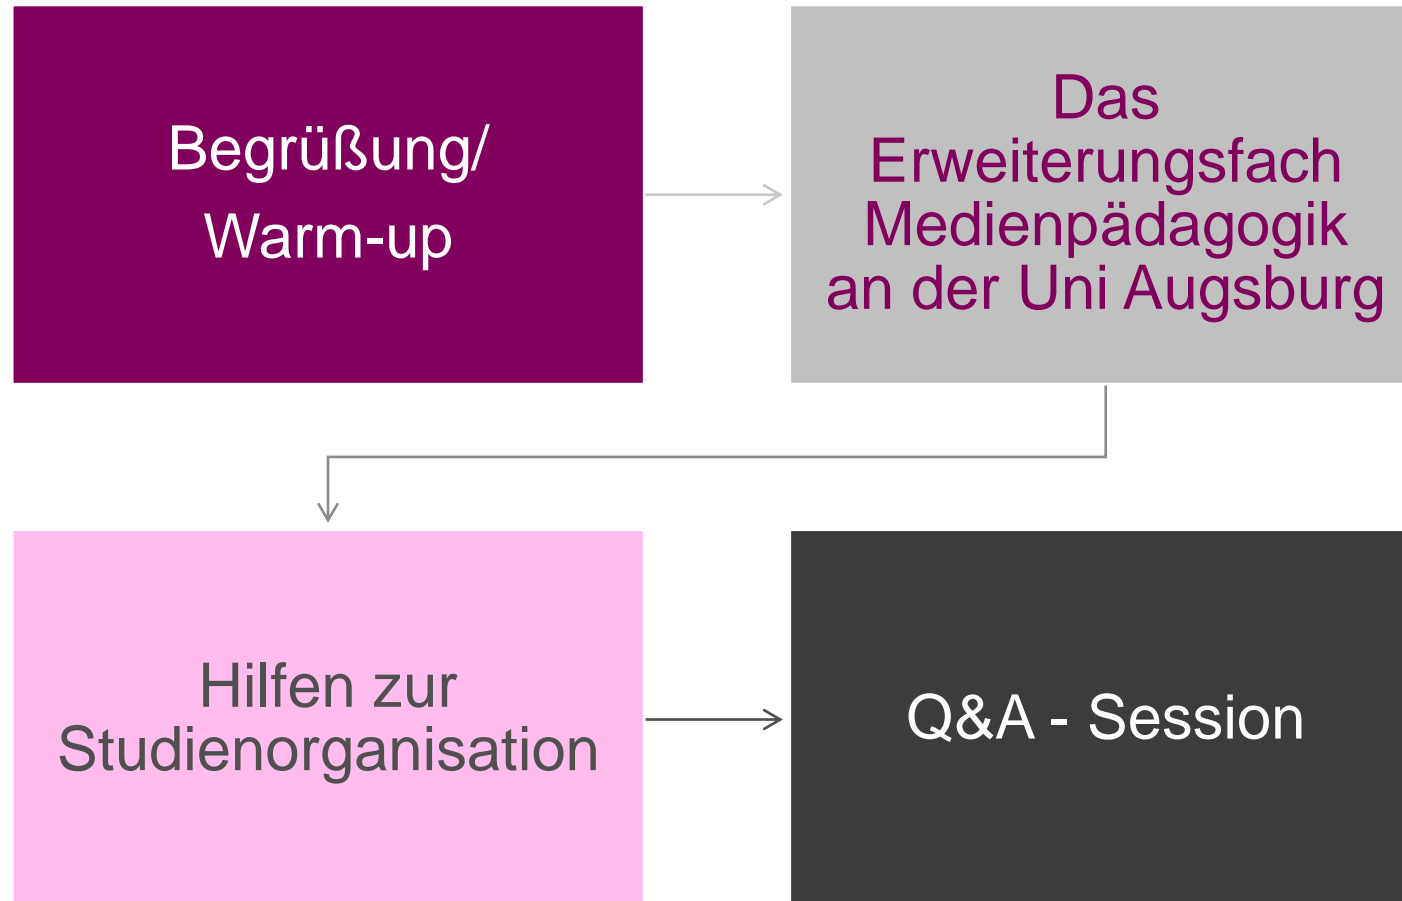 Begrüßung/
Warm-up
Das
Erweiterungsfach
Medienpädagogik
an der Uni Augsburg
Hilfen zur
Studienorganisation
Q&A - Session